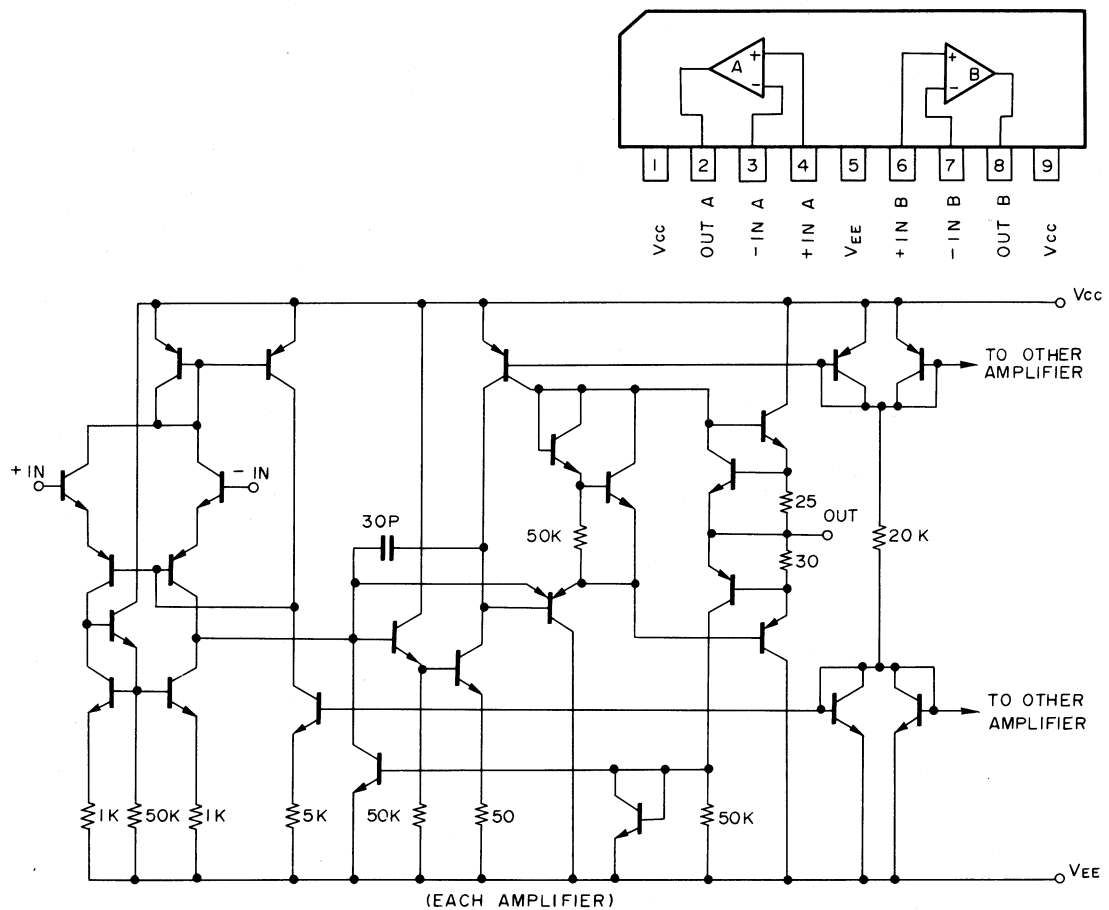 A
+
-
+
-
B
1 2 3 4 5 6 7 8 9
Vcc
OUT A
-IN A
+IN A
VEE
+IN B
-IN B
OUT B
Vcc
Vcc
TO OTHER
AMPLIFIER
+IN
-IN
25
OUT
30P
50K
20K
30
TO OTHER
AMPLIFIER
1K
50K
1K
5K
50K
50
50K
VEE
(EACH AMPLIFIER)